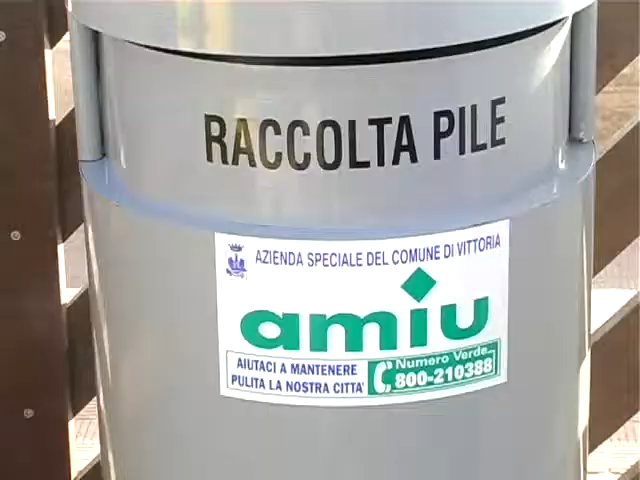 RACCOLTA PILE
AZIENDA SPECIALE DEL COMUNE DI VITTORIA
amiu
AIUTACI A MANTENERE
PULITA LA NOSTRA CITTA'
Numero Verde
800-210388